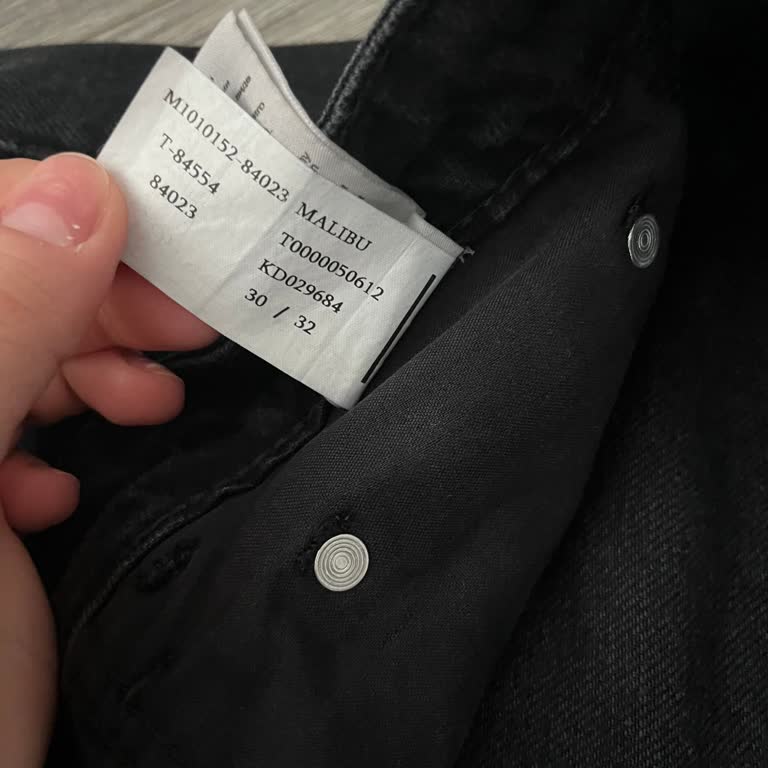 M1010152-84023
T-84554
84023
MALIBU
T0000050612
KD029684
30 / 32